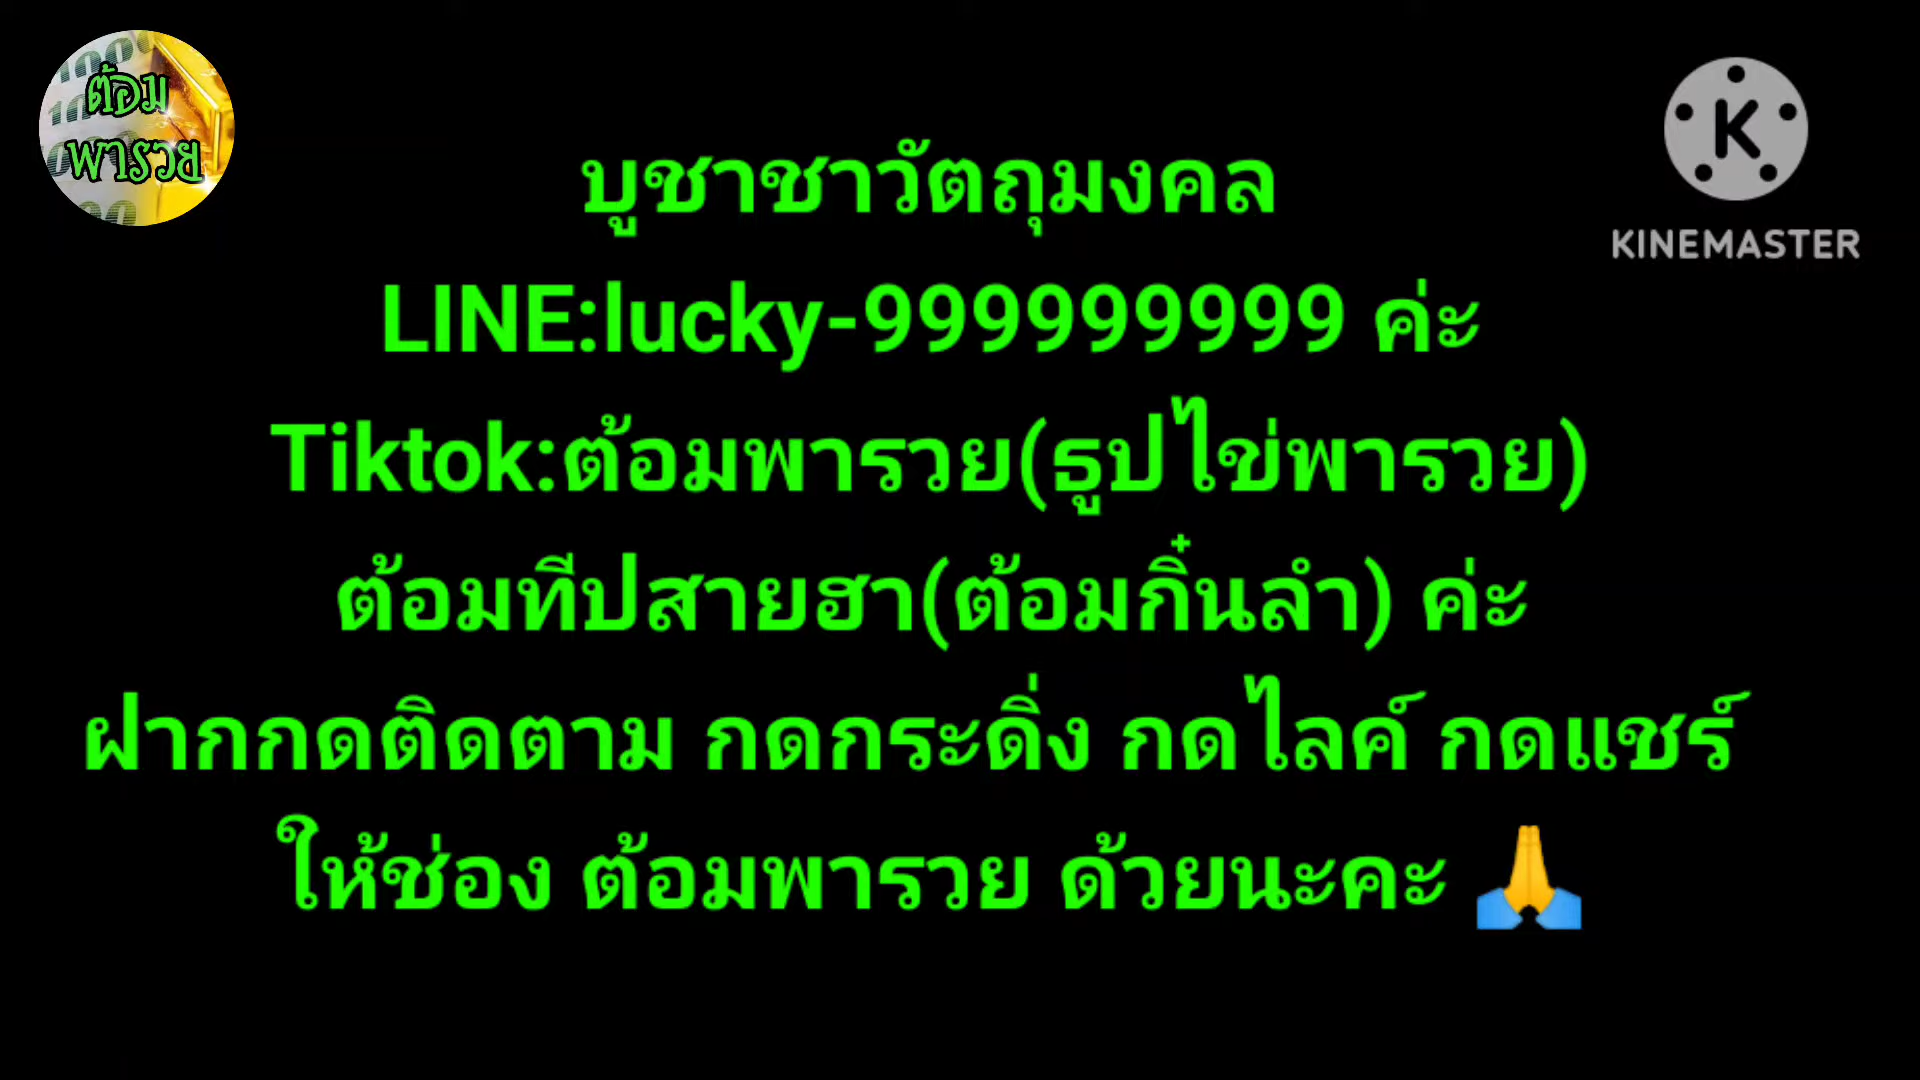 ต้อม
พารวย
KINEMASTER
บูชาชาวัตถุมงคล
LINE:lucky-999999999 ค่ะ
Tiktok:ต้อมพารวย(ธูปไข่พารวย)
ต้อมทีปสายฮา(ต้อมกิ๋นลำ) ค่ะ
ฝากกดติดตาม กดกระดิ่ง กดไลค์ กดแชร์
ให้ช่อง ต้อมพารวย ด้วยนะคะ 🙏